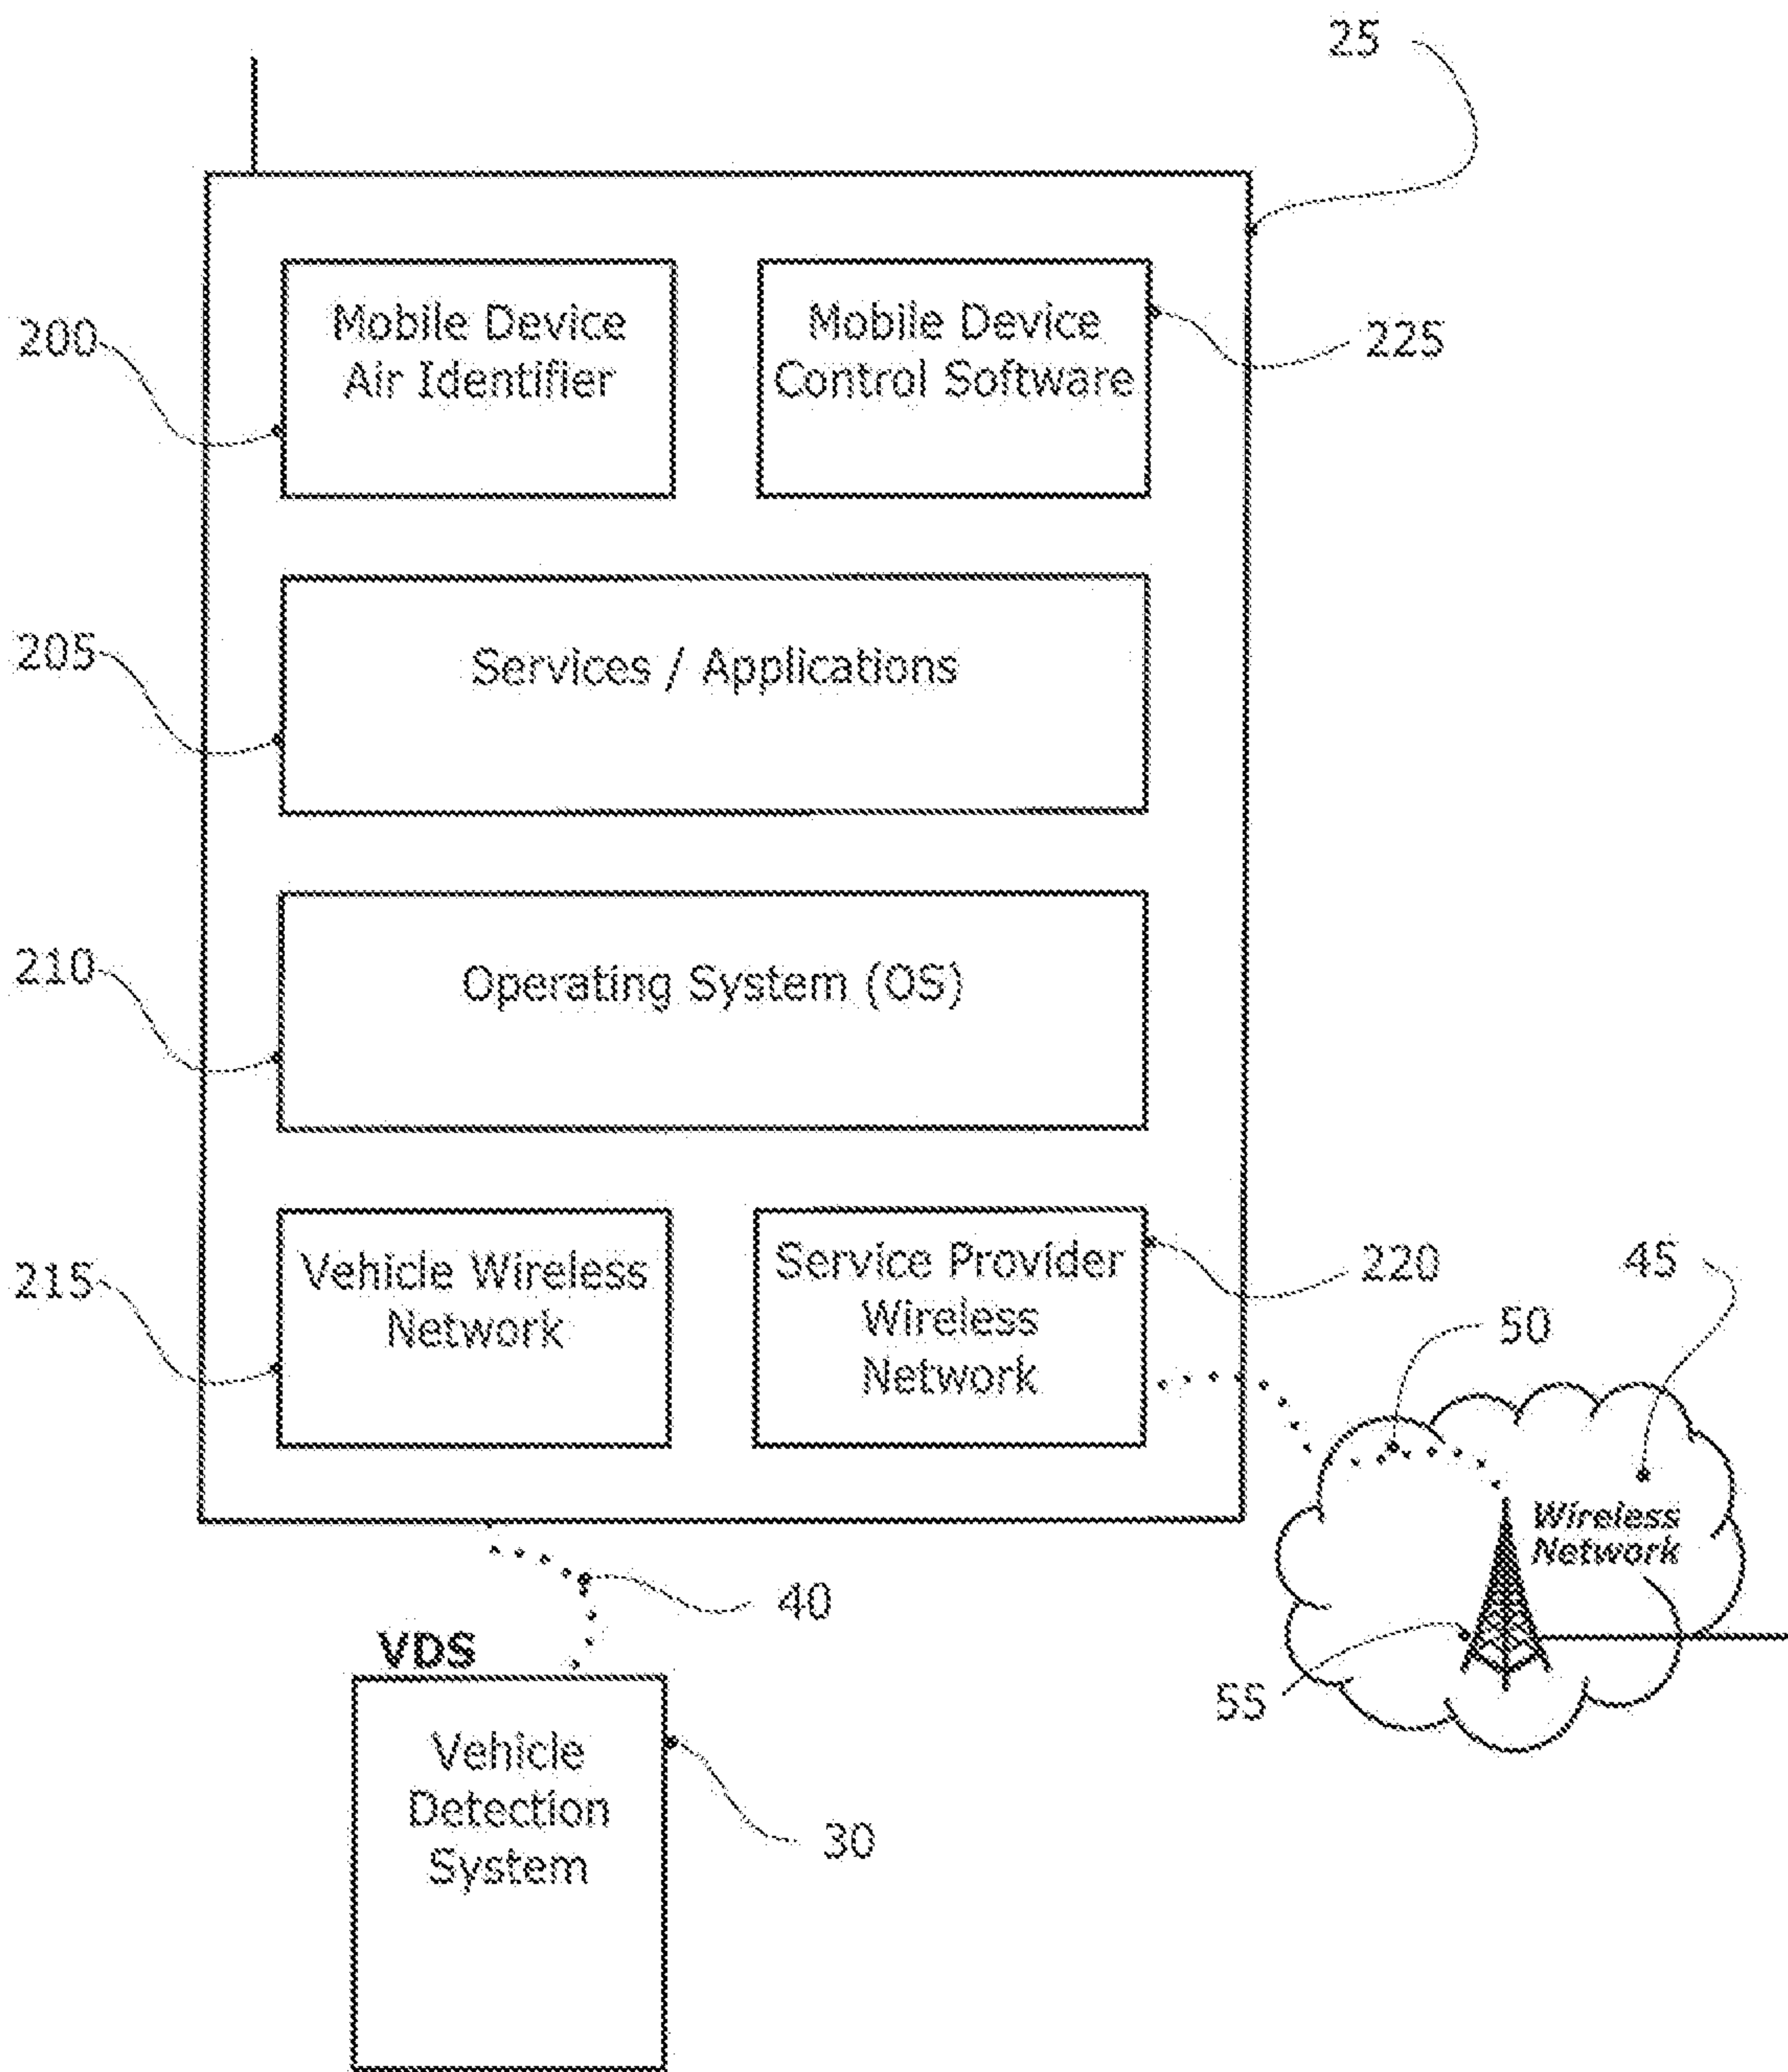 25
Mobile Device
Air Identifier
200
Mobile Device
Control Software
225
Services / Applications
205
Operating System (OS)
210
Vehicle Wireless
Network
215
Service Provider
Wireless
Network
220
45
50
Wireless
Network
55
40
VDS
Vehicle
Detection
System
30